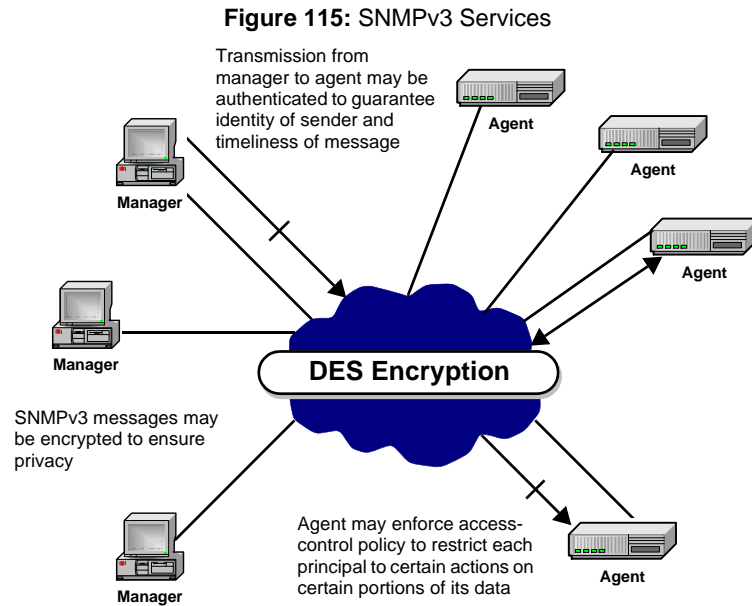 Figure 115: SNMPv3 Services
Transmission from
manager to agent may be
authenticated to guarantee
identity of sender and
timeliness of message
Agent
Agent
Manager
Agent
Manager
DES Encryption
SNMPv3 messages may
be encrypted to ensure
privacy
Agent may enforce access-
control policy to restrict each
principal to certain actions on
certain portions of its data
Agent
Manager